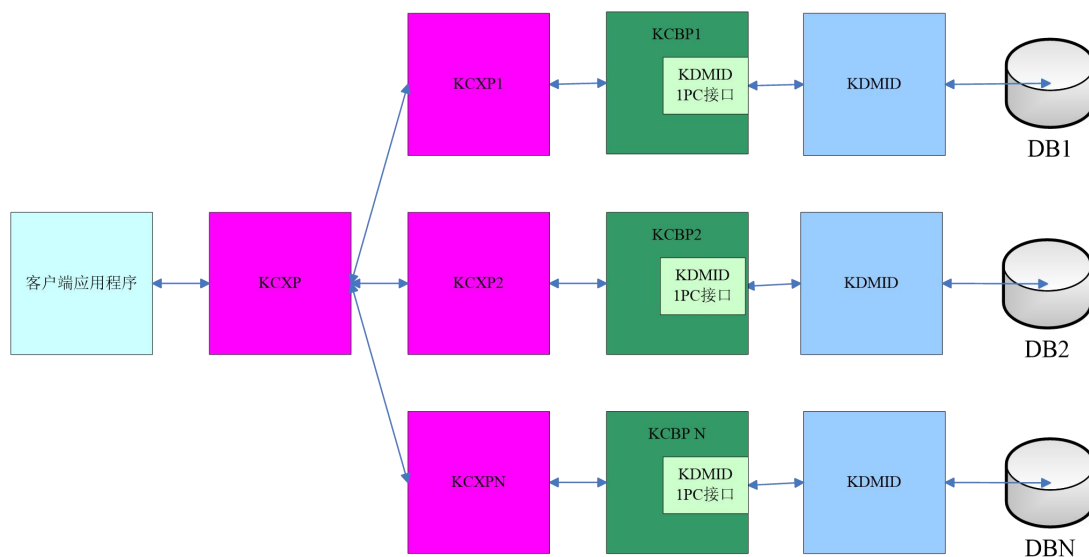 KCXP1
KCBP1
KDMID
1PC接口
KDMID
DB1
客户端应用程序
KCXP
KCXP2
KCBP2
KDMID
1PC接口
KDMID
DB2
KCXPN
KCBP N
KDMID
1PC接口
KDMID
DBN